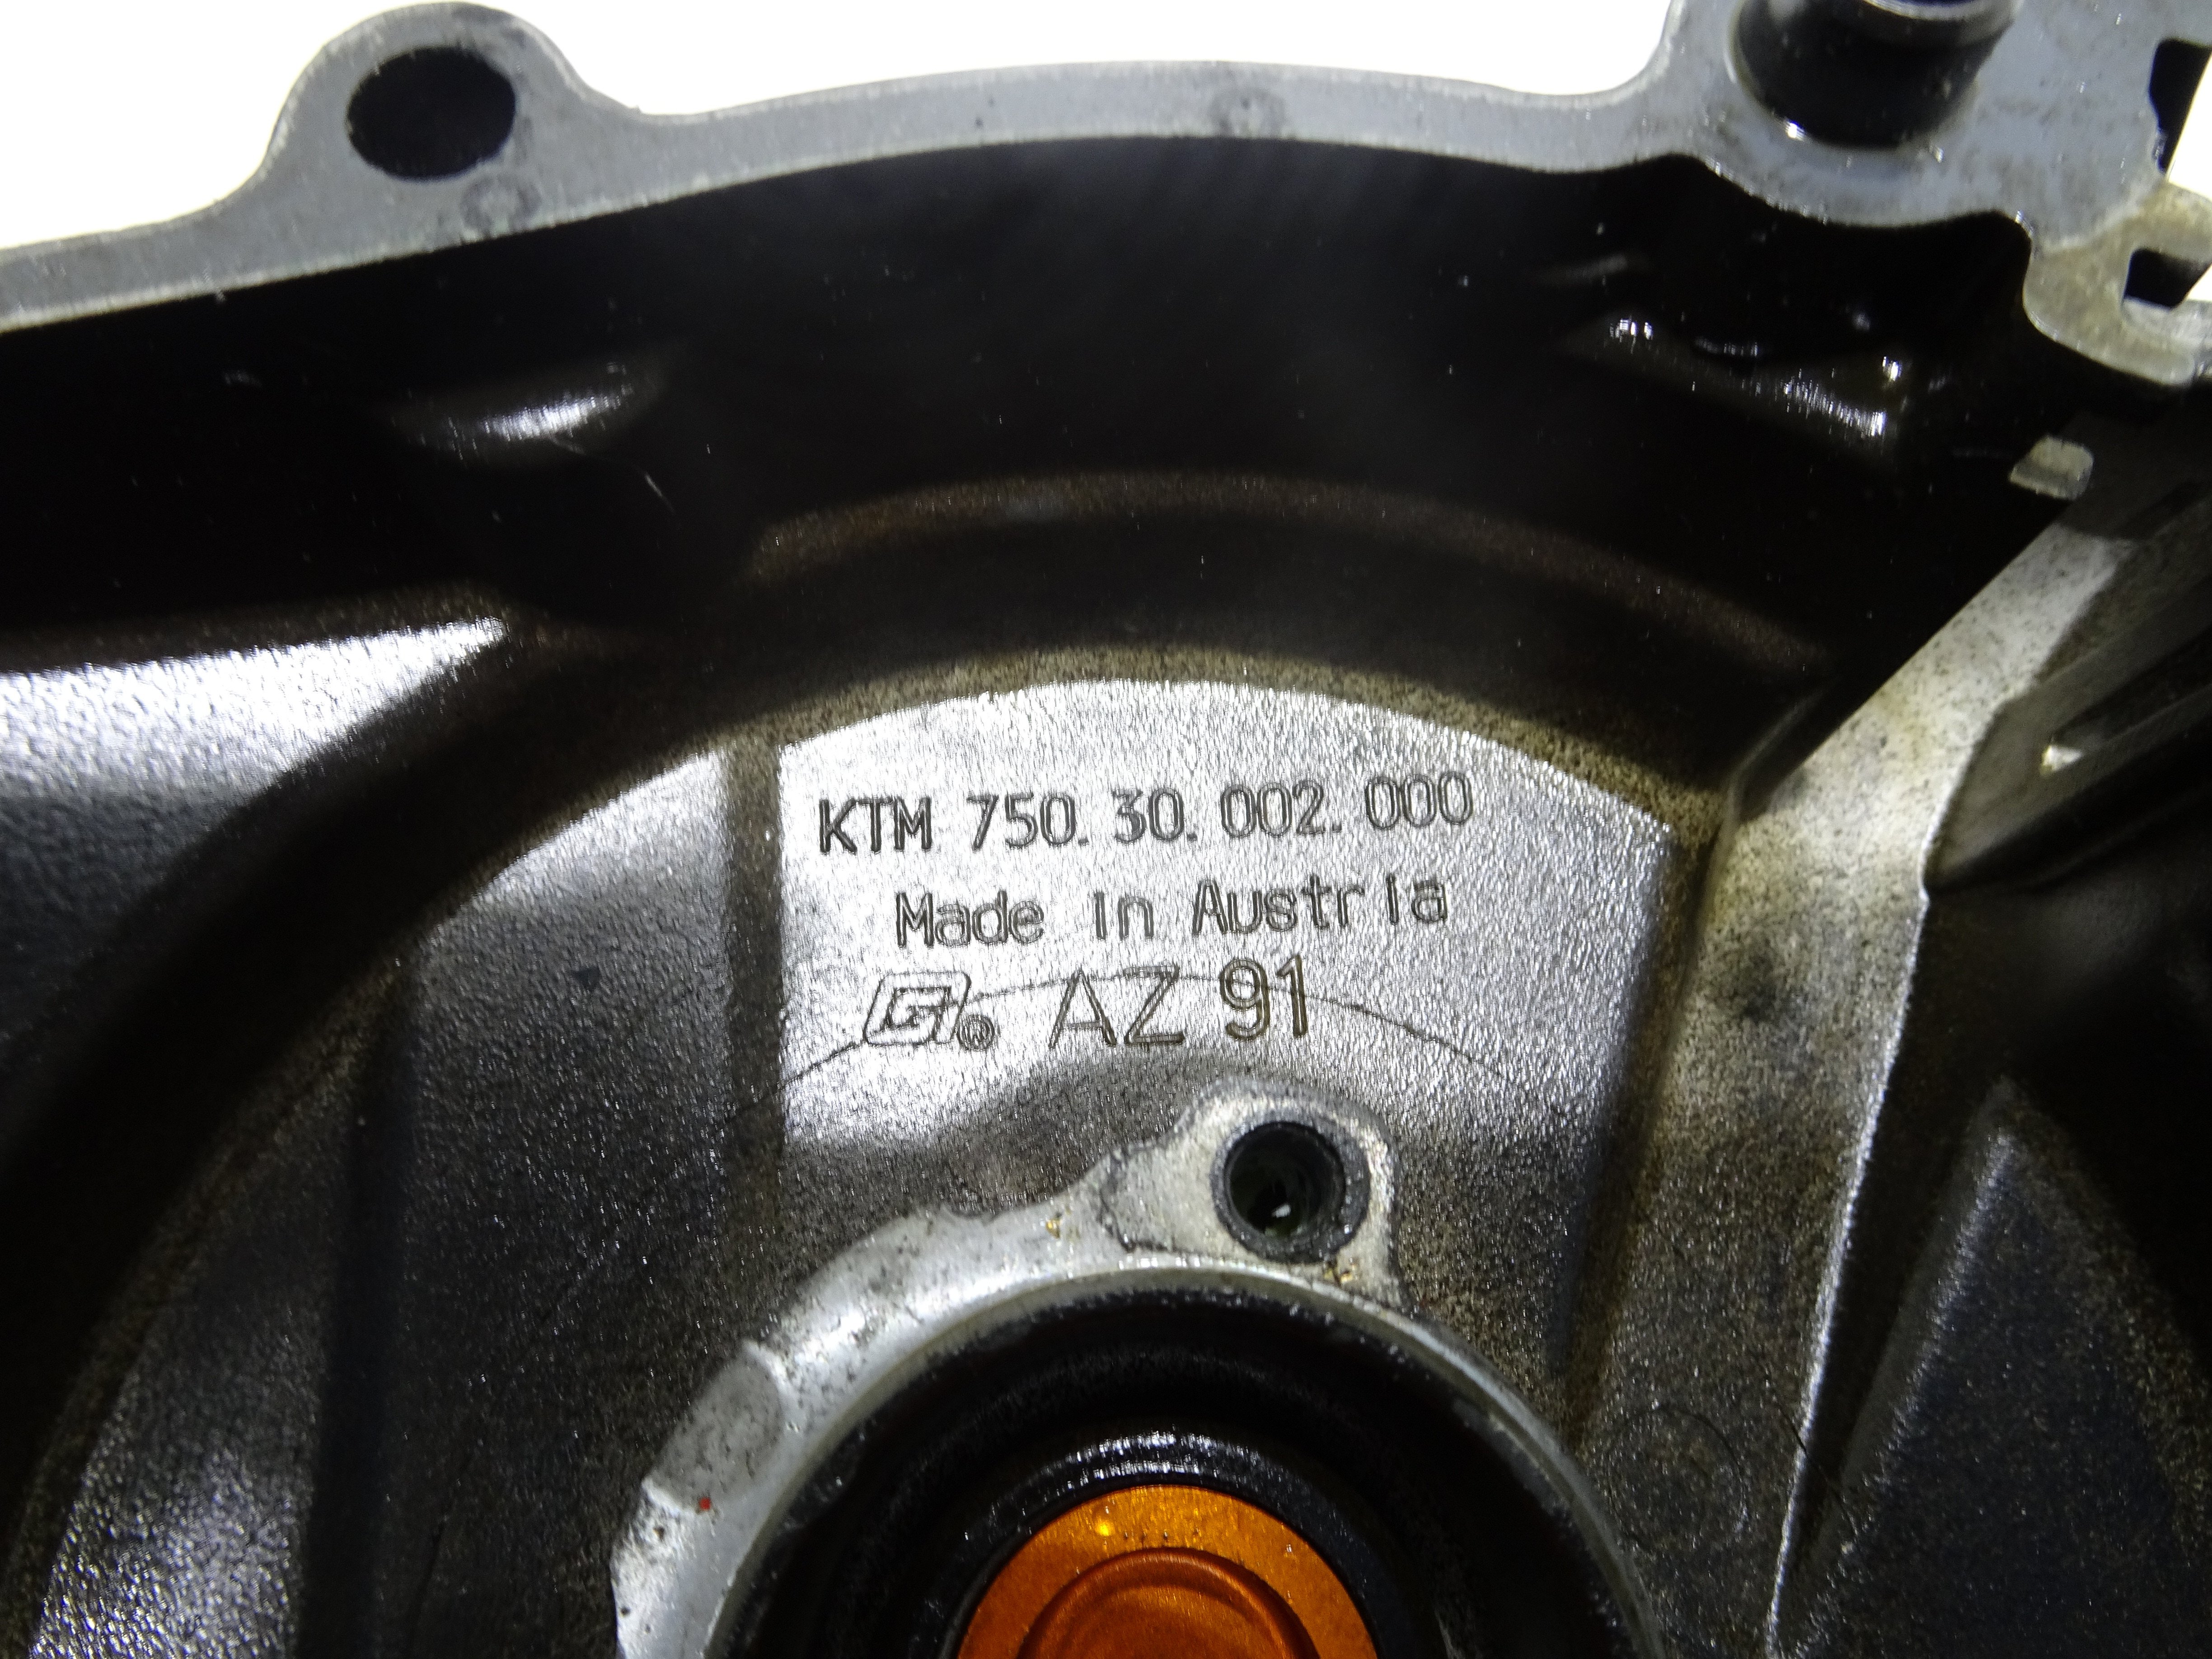 KTM 750.30.002.000
Made in Austria
G® AZ 91